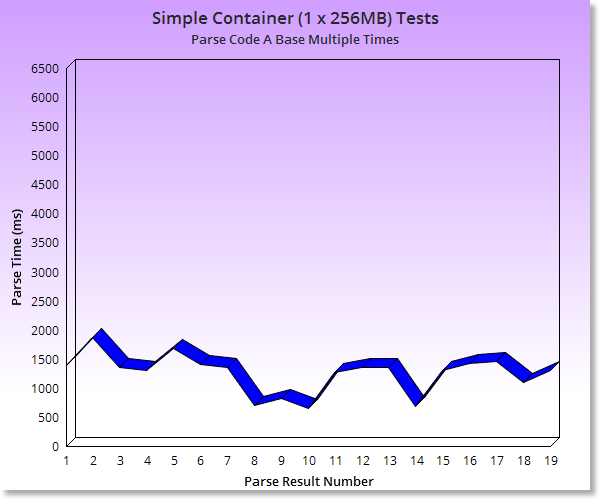 Simple Container (1 x 256MB) Tests
Parse Code A Base Multiple Times
6500
6000
5500
5000
4500
4000
3500
3000
2500
2000
1500
1000
500
0
Parse Time (ms)
1 2 3 4 5 6 7 8 9 10 11 12 13 14 15 16 17 18 19
Parse Result Number